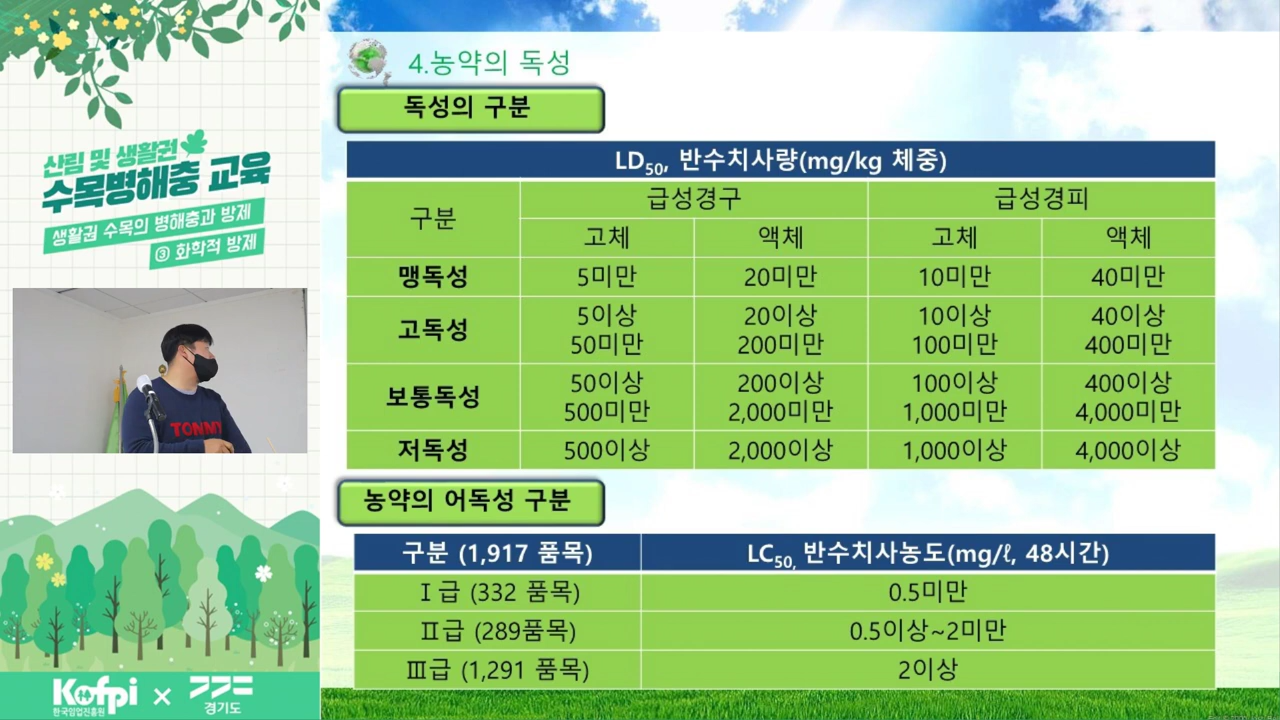 산림 및 생활권
수목병해충 교육
생활권 수목의 병해충과 방제
③ 화학적 방제
TOMMY
Kofpi
한국임업진흥원
×
경기도
4.농약의 독성
독성의 구분
LD50, 반수치사량(mg/kg 체중)
구분 급성경구 급성경피
고체 액체 고체 액체
맹독성 5미만 20미만 10미만 40미만
고독성 5이상 50미만 20이상 200미만 10이상 100미만 40이상 400미만
보통독성 50이상 500미만 200이상 2,000미만 100이상 1,000미만 400이상 4,000미만
저독성 500이상 2,000이상 1,000이상 4,000이상
농약의 어독성 구분
구분 (1,917 품목) LC50, 반수치사농도(mg/ℓ, 48시간)
Ⅰ급 (332 품목) 0.5미만
Ⅱ급 (289품목) 0.5이상~2미만
Ⅲ급 (1,291 품목) 2이상